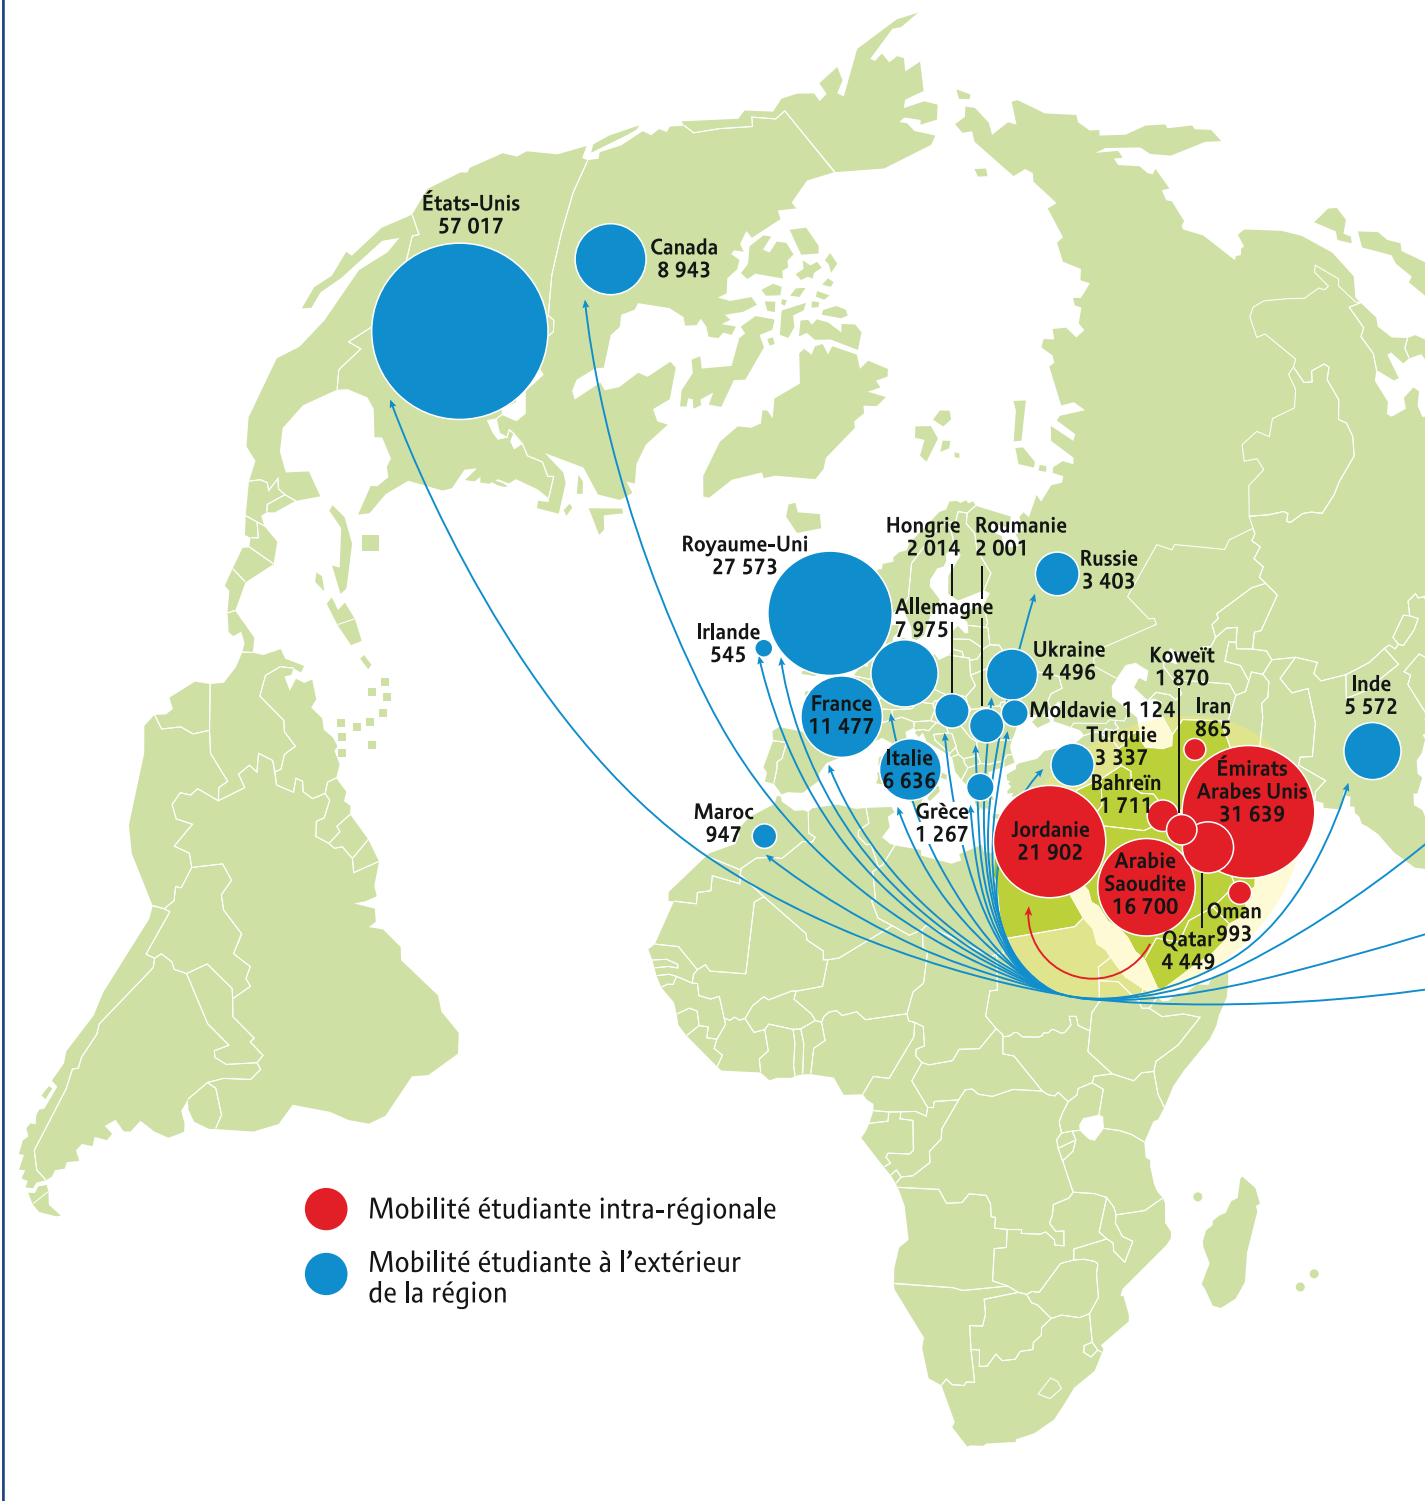 États-Unis
57 017
Canada
8 943
Hongrie
2 014
Roumanie
2 001
Royaume-Uni
27 573
Russie
3 403
Allemagne
7 975
Irlande
545
Ukraine
4 496
Koweït
1 870
Inde
5 572
France
11 477
Moldavie 1 124
Iran
865
Turquie
3 337
Italie
6 636
Bahreïn
1 711
Émirats
Arabes Unis
31 639
Maroc
947
Grèce
1 267
Jordanie
21 902
Arabie
Saoudite
16 700
Oman
993
Qatar
4 449
Mobilité étudiante intra-régionale
Mobilité étudiante à l'extérieur
de la région